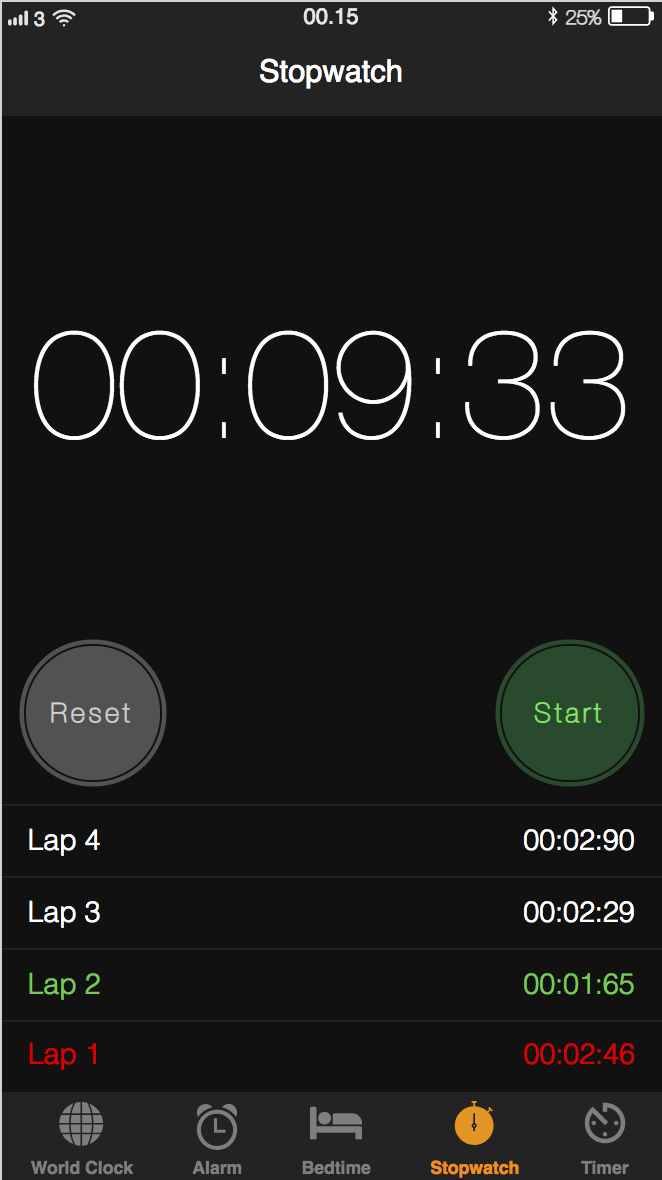 3 00.15 25%
Stopwatch
00:09:33
Reset Start
Lap 4 00:02:90
Lap 3 00:02:29
Lap 2 00:01:65
Lap 1 00:02:46
World Clock Alarm Bedtime Stopwatch Timer